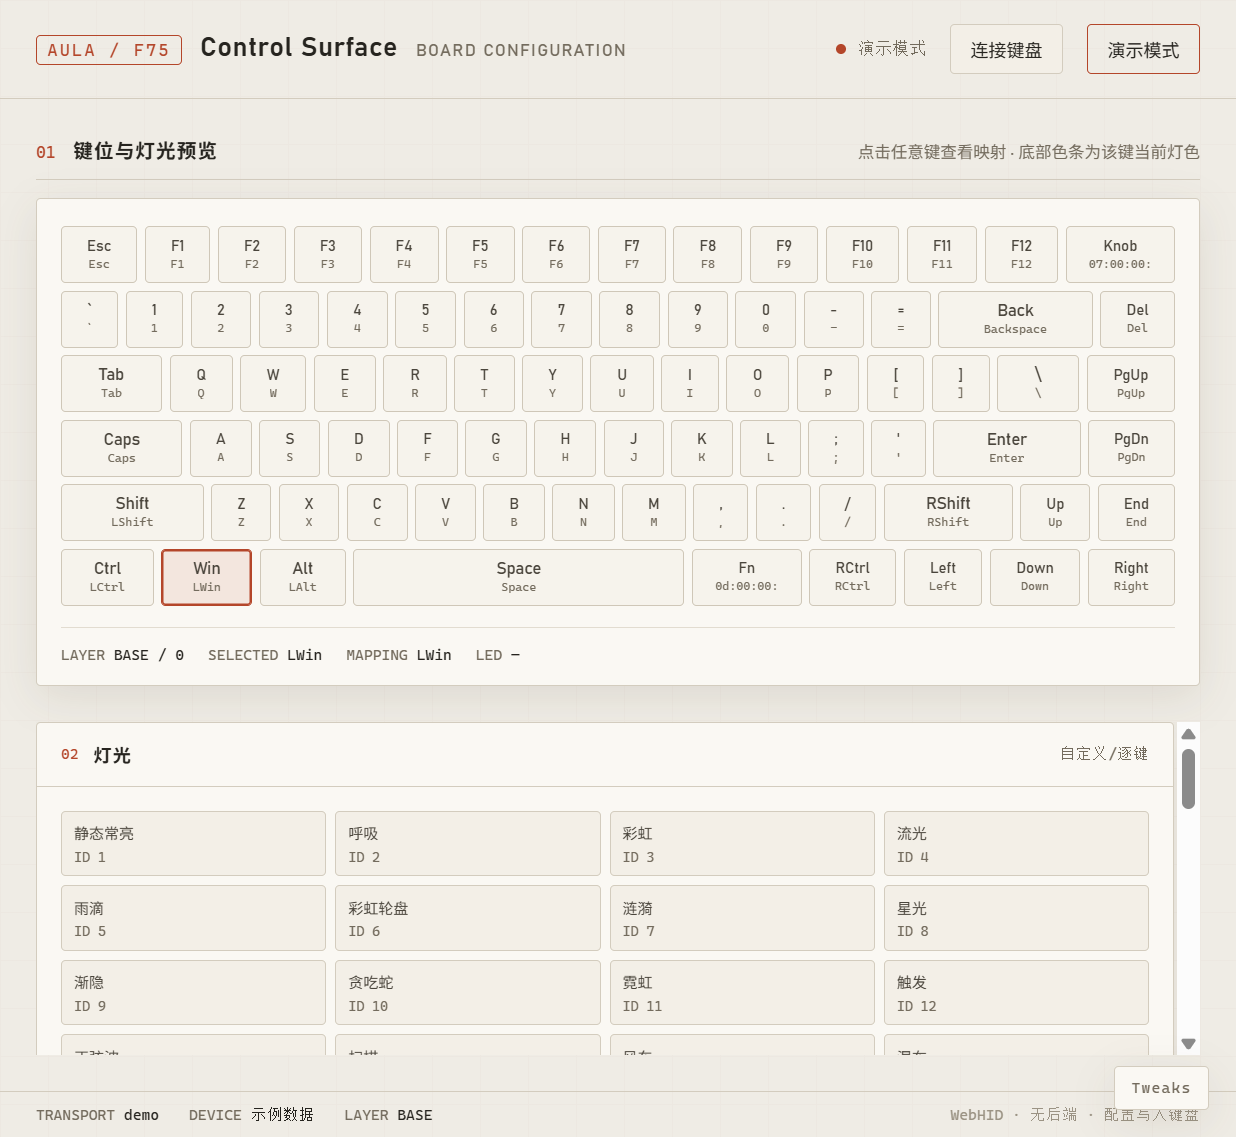 AULA / F75 Control Surface BOARD CONFIGURATION 演示模式 连接键盘 演示模式
01 键位与灯光预览 点击任意键查看映射 · 底部色条为该键当前灯色
Esc F1 F2 F3 F4 F5 F6 F7 F8 F9 F10 F11 F12 Knob
Esc F1 F2 F3 F4 F5 F6 F7 F8 F9 F10 F11 F12 07:00:00:
` 1 2 3 4 5 6 7 8 9 0 - = Back Del
` 1 2 3 4 5 6 7 8 9 0 - = Backspace Del
Tab Q W E R T Y U I O P [ ] \ PgUp
Tab Q W E R T Y U I O P [ ] \ PgUp
Caps A S D F G H J K L ; ' Enter PgDn
Caps A S D F G H J K L ; ' Enter PgDn
Shift Z X C V B N M , . / RShift Up End
LShift Z X C V B N M , . / RShift Up End
Ctrl Win Alt Space Fn RCtrl Left Down Right
LCtrl LWin LAlt Space 0d:00:00: RCtrl Left Down Right
LAYER BASE / 0 SELECTED LWin MAPPING LWin LED —
02 灯光 自定义/逐键
静态常亮 呼吸 彩虹 流光
ID 1 ID 2 ID 3 ID 4
雨滴 彩虹轮盘 涟漪 星光
ID 5 ID 6 ID 7 ID 8
渐隐 贪吃蛇 霓虹 触发
ID 9 ID 10 ID 11 ID 12
Tweaks
TRANSPORT demo DEVICE 示例数据 LAYER BASE WebHID · 无后端 · 配置写入键盘